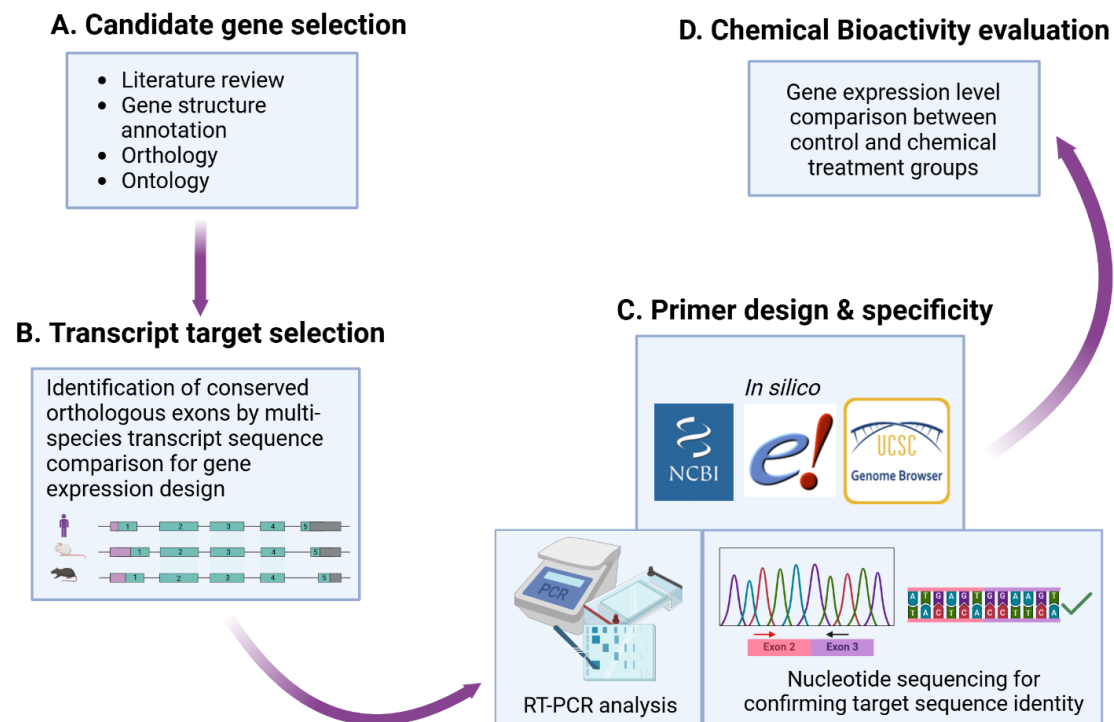 A. Candidate gene selection
• Literature review
• Gene structure
annotation
• Orthology
• Ontology
B. Transcript target selection
Identification of conserved
orthologous exons by multi-
species transcript sequence
comparison for gene
expression design
1 2 3 4 5
1 2 3 4 5
1 2 3 4 5
C. Primer design & specificity
In silico
NCBI
e!
UCSC
Genome Browser
PCR
RT-PCR analysis
Exon 2 Exon 3
ATGAGTGGAAGT
TACTCACCTTCA
Nucleotide sequencing for
confirming target sequence identity
D. Chemical Bioactivity evaluation
Gene expression level
comparison between
control and chemical
treatment groups